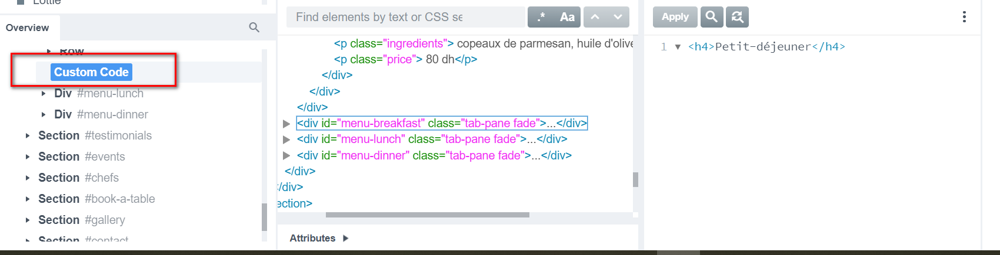 Lottie
Overview
Row
Custom Code
Div #menu-lunch
Div #menu-dinner
Section #testimonials
Section #events
Section #chefs
Section #book-a-table
Section #gallery
Section #contact
Find elements by text or CSS se
.* Aa
<p class="ingredients"> copeaux de parmesan, huile d'olive
<p class="price"> 80 dh</p>
</div>
</div>
</div>
<div id="menu-breakfast" class="tab-pane fade">...</div>
<div id="menu-lunch" class="tab-pane fade">...</div>
<div id="menu-dinner" class="tab-pane fade">...</div>
</div>
/div>
ection>
Attributes
Apply
1 <h4>Petit-déjeuner</h4>